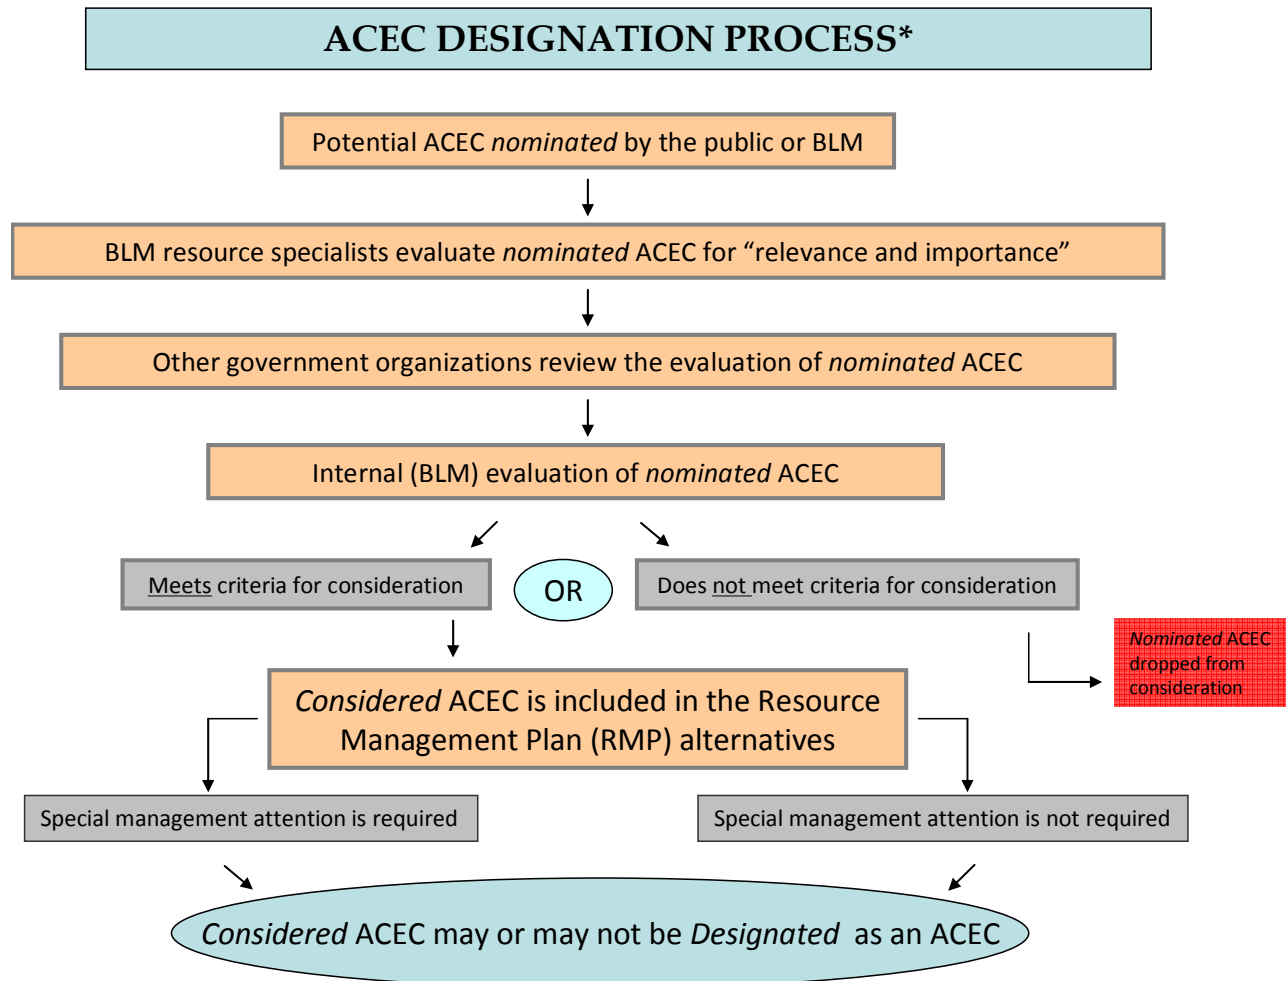 ACEC DESIGNATION PROCESS*
Potential ACEC nominated by the public or BLM
BLM resource specialists evaluate nominated ACEC for “relevance and importance”
Other government organizations review the evaluation of nominated ACEC
Internal (BLM) evaluation of nominated ACEC
Meets criteria for consideration
OR
Does not meet criteria for consideration
Nominated ACEC
dropped from
consideration
Considered ACEC is included in the Resource
Management Plan (RMP) alternatives
Special management attention is required
Special management attention is not required
Considered ACEC may or may not be Designated as an ACEC